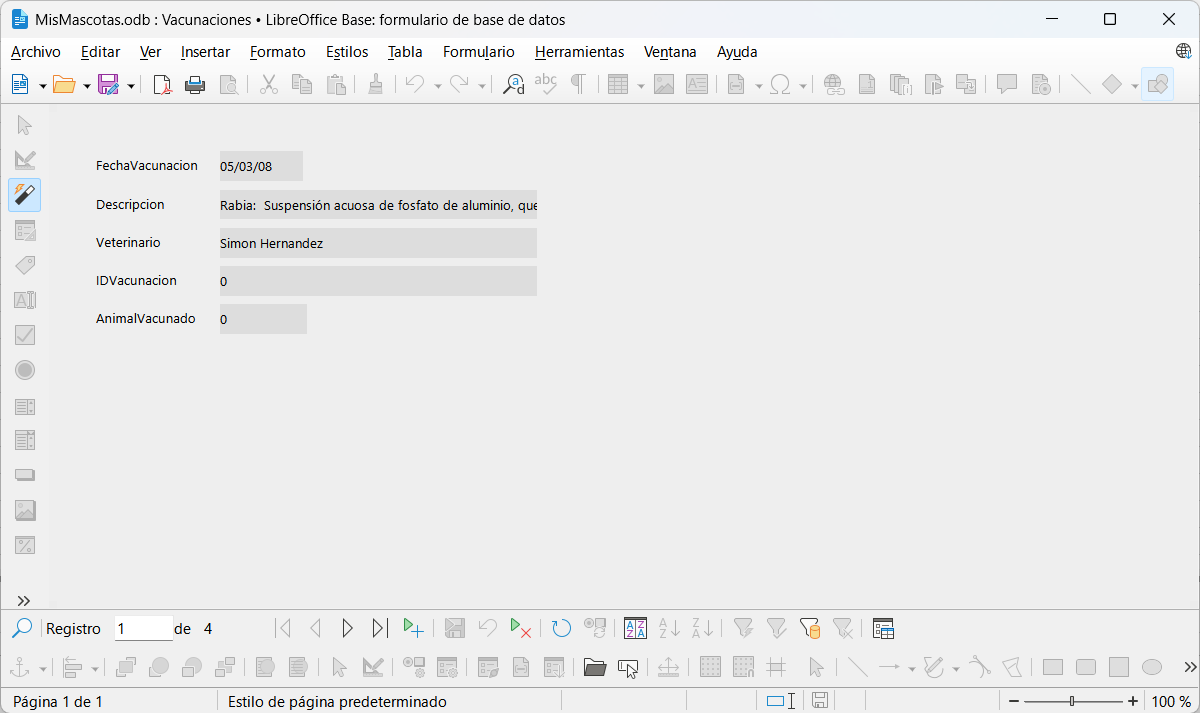 MisMascotas.odb : Vacunaciones • LibreOffice Base: formulario de base de datos
Archivo Editar Ver Insertar Formato Estilos Tabla Formulario Herramientas Ventana Ayuda
FechaVacunacion 05/03/08
Descripcion Rabia: Suspensión acuosa de fosfato de aluminio, que
Veterinario Simon Hernandez
IDVacunacion 0
AnimalVacunado 0
Registro 1 de 4
Página 1 de 1 Estilo de página predeterminado 100 %